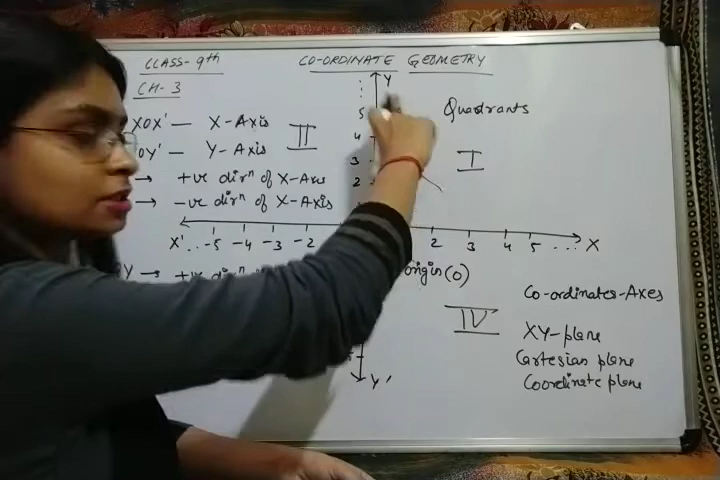 CLASS-9th
CO-ORDINATE GEOMETRY
CH-3
Y
XOX' — X-Axis
II
5
Quadrants
OY' — Y-Axis
4
3
I
→ +ve dirⁿ of X-Axis
2
→ -ve dirⁿ of X-Axis
X' ..-5 -4 -3 -2 2 3 4 5 ... X
Y → +ve dirⁿ
origin (O)
Co-ordinates-Axes
IV
XY-plane
Cartesian plane
Y'
Coordinate plane